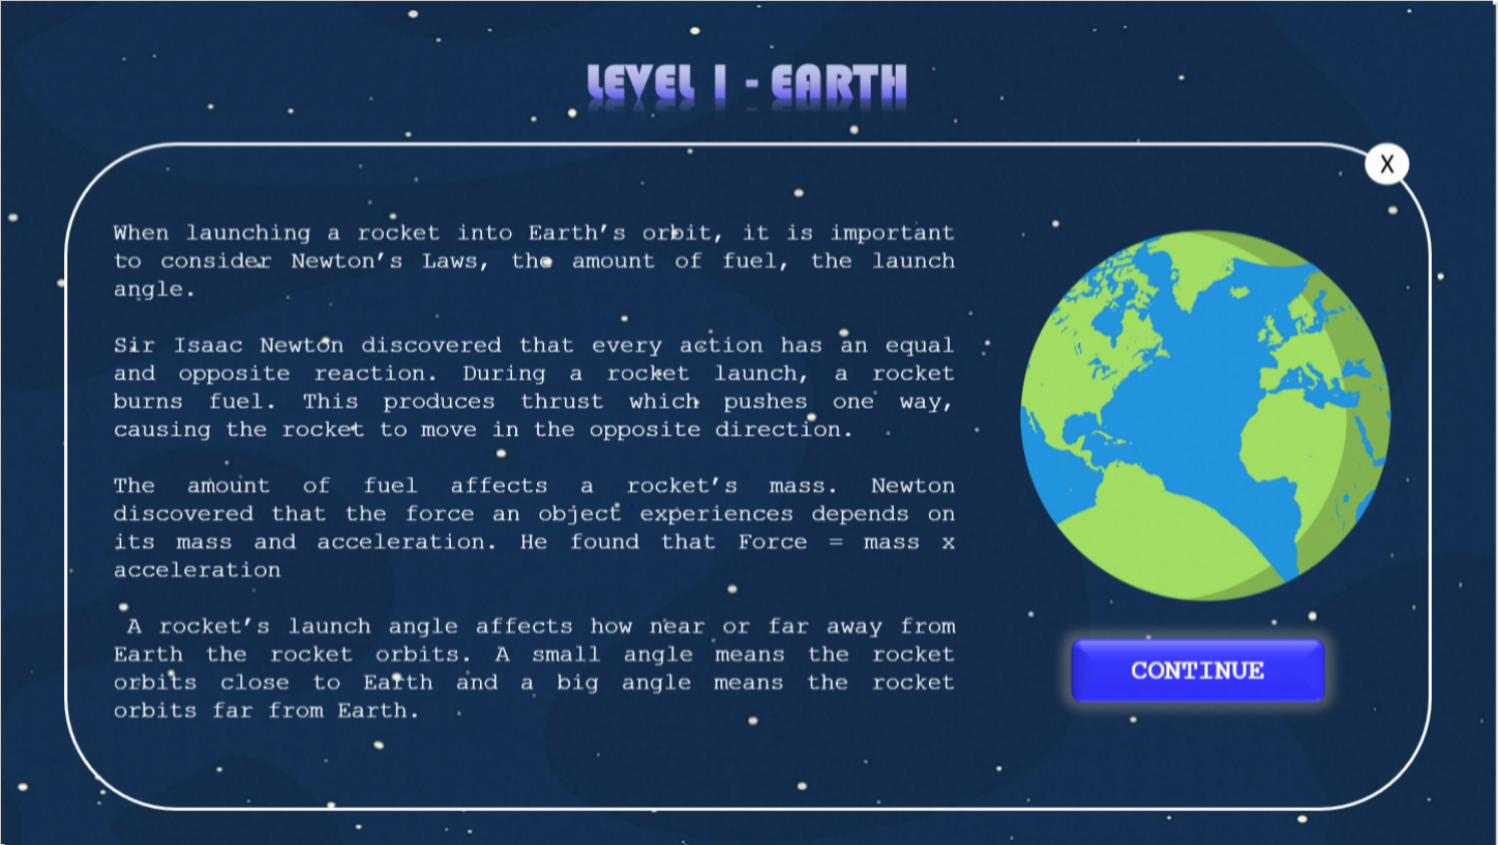 LEVEL 1 - EARTH
X
When launching a rocket into Earth's orbit, it is important
to consider Newton's Laws, the amount of fuel, the launch
angle.
Sir Isaac Newton discovered that every action has an equal
and opposite reaction. During a rocket launch, a rocket
burns fuel. This produces thrust which pushes one way,
causing the rocket to move in the opposite direction.
The amount of fuel affects a rocket's mass. Newton
discovered that the force an object experiences depends on
its mass and acceleration. He found that Force = mass x
acceleration
A rocket's launch angle affects how near or far away from
Earth the rocket orbits. A small angle means the rocket
orbits close to Earth and a big angle means the rocket
orbits far from Earth.
CONTINUE